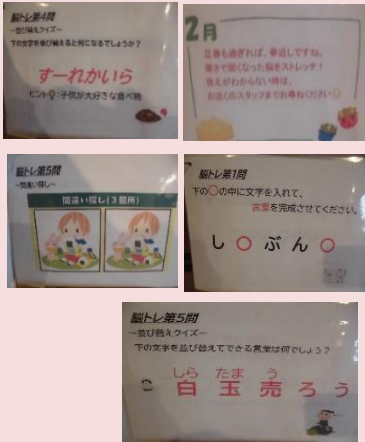 脳トレ第4問
～並び替えクイズ～
下の文字を並び替えると何になるでしょうか？
すーれかいら
ヒント：子供が大好きな食べ物
2月
立春も過ぎれば、春近しですね。
寒さで固くなった脳をストレッチ！
答えがわからない時は、
お近くのスタッフまでお尋ねください
脳トレ第5問
～間違い探し～
間違い探し(3箇所)
脳トレ第1問
下の〇の中に文字を入れて、
言葉を完成させてください。
し〇ぶん〇
脳トレ第5問
～並び替えクイズ～
下の文字を並び替えてできる言葉は何でしょう？
しら たま う
白玉売ろう